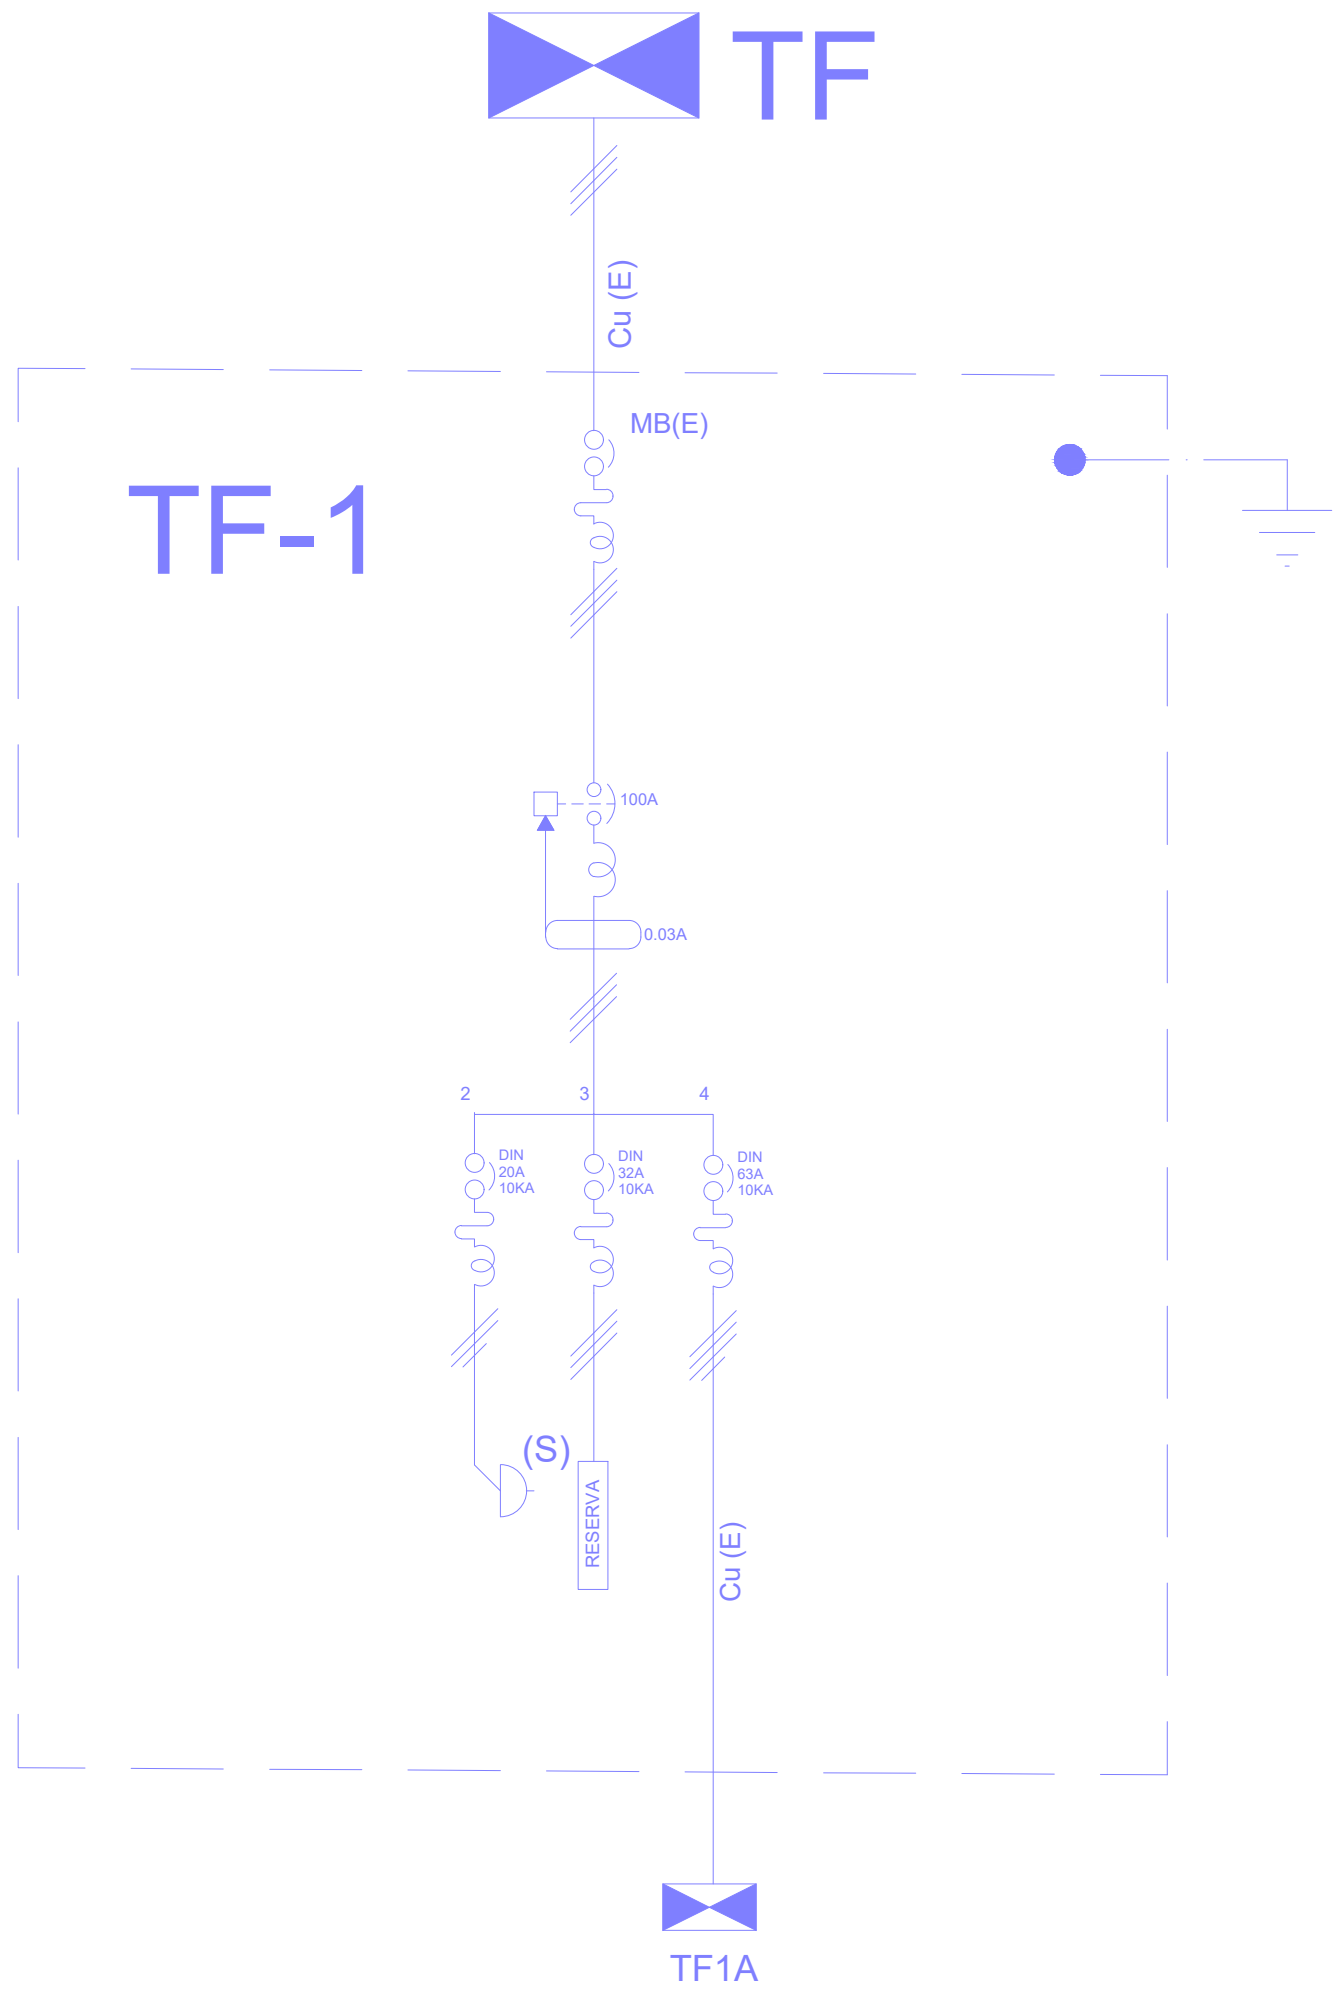 TF
Cu (E)
MB(E)
TF-1
100A
0.03A
2
3
4
DIN
20A
10KA
DIN
32A
10KA
DIN
63A
10KA
(S)
RESERVA
Cu (E)
TF1A